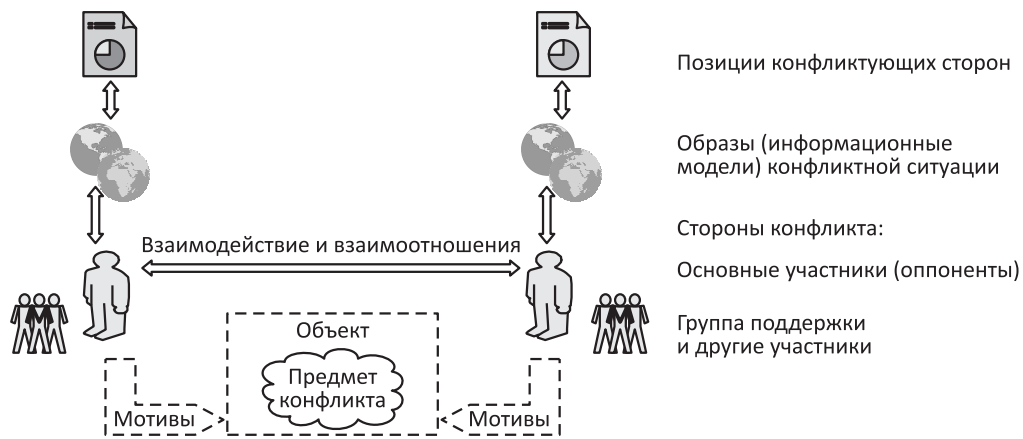 Позиции конфликтующих сторон
Образы (информационные
модели) конфликтной ситуации
Стороны конфликта:
Взаимодействие и взаимоотношения
Основные участники (оппоненты)
Группа поддержки
и другие участники
Объект
Предмет
конфликта
Мотивы
Мотивы